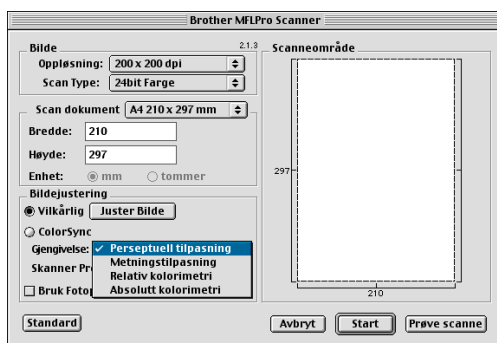 Brother MFLPro Scanner
Bilde 2.1.3
Oppløsning: 200 x 200 dpi
Scan Type: 24bit Farge
Scan dokument A4 210 x 297 mm
Bredde: 210
Høyde: 297
Enhet: mm tommer
Bildejustering
Vilkårlig Juster Bilde
ColorSync
Gjengivelse: ✓ Perseptuell tilpasning
Metningstilpasning
Skanner Pr
Relativ kolorimetri
Absolutt kolorimetri
Bruk Fotop
Standard
Scanneområde
297
210
Avbryt Start Prøve scanne